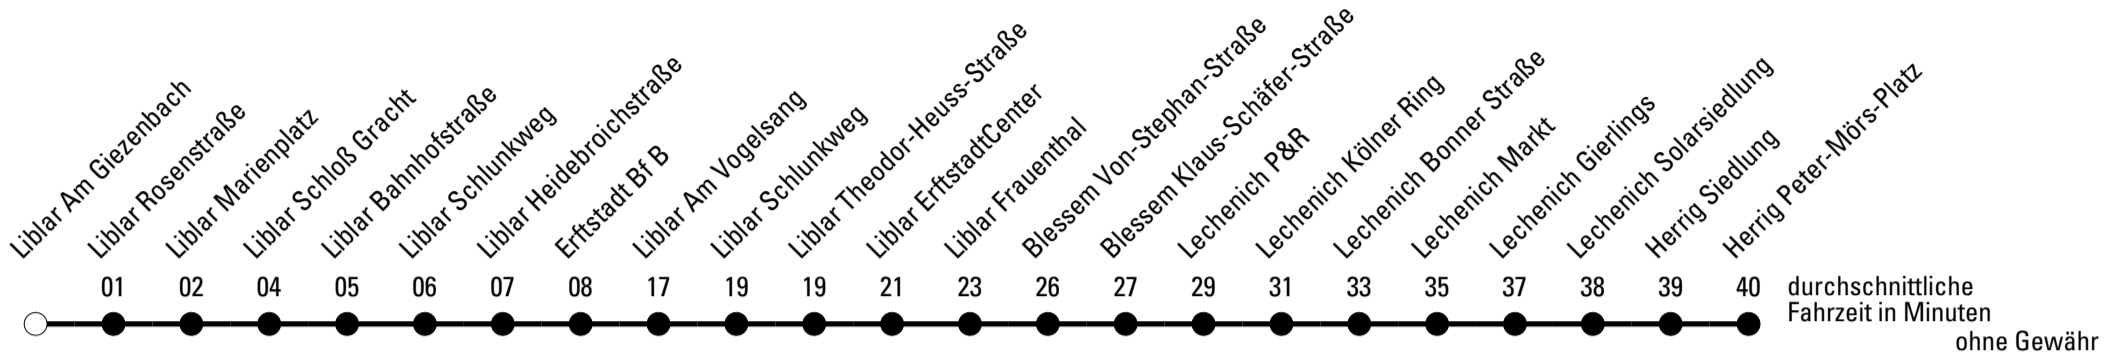 Liblar Am Giezenbach
Liblar Rosenstraße
Liblar Marienplatz
Liblar Schloß Gracht
Liblar Bahnhofstraße
Liblar Schlunkweg
Liblar Heidebroichstraße
Erftstadt Bf B
Liblar Am Vogelsang
Liblar Schlunkweg
Liblar Theodor-Heuss-Straße
Liblar ErftstadtCenter
Liblar Frauenthal
Blessem Von-Stephan-Straße
Blessem Klaus-Schäfer-Straße
Lechenich P&R
Lechenich Kölner Ring
Lechenich Bonner Straße
Lechenich Markt
Lechenich Gierlings
Lechenich Solarsiedlung
Herrig Siedlung
Herrig Peter-Mörs-Platz
01 02 04 05 06 07 08 17 19 19 21 23 26 27 29 31 33 35 37 38 39 40 durchschnittliche
Fahrzeit in Minuten
ohne Gewähr